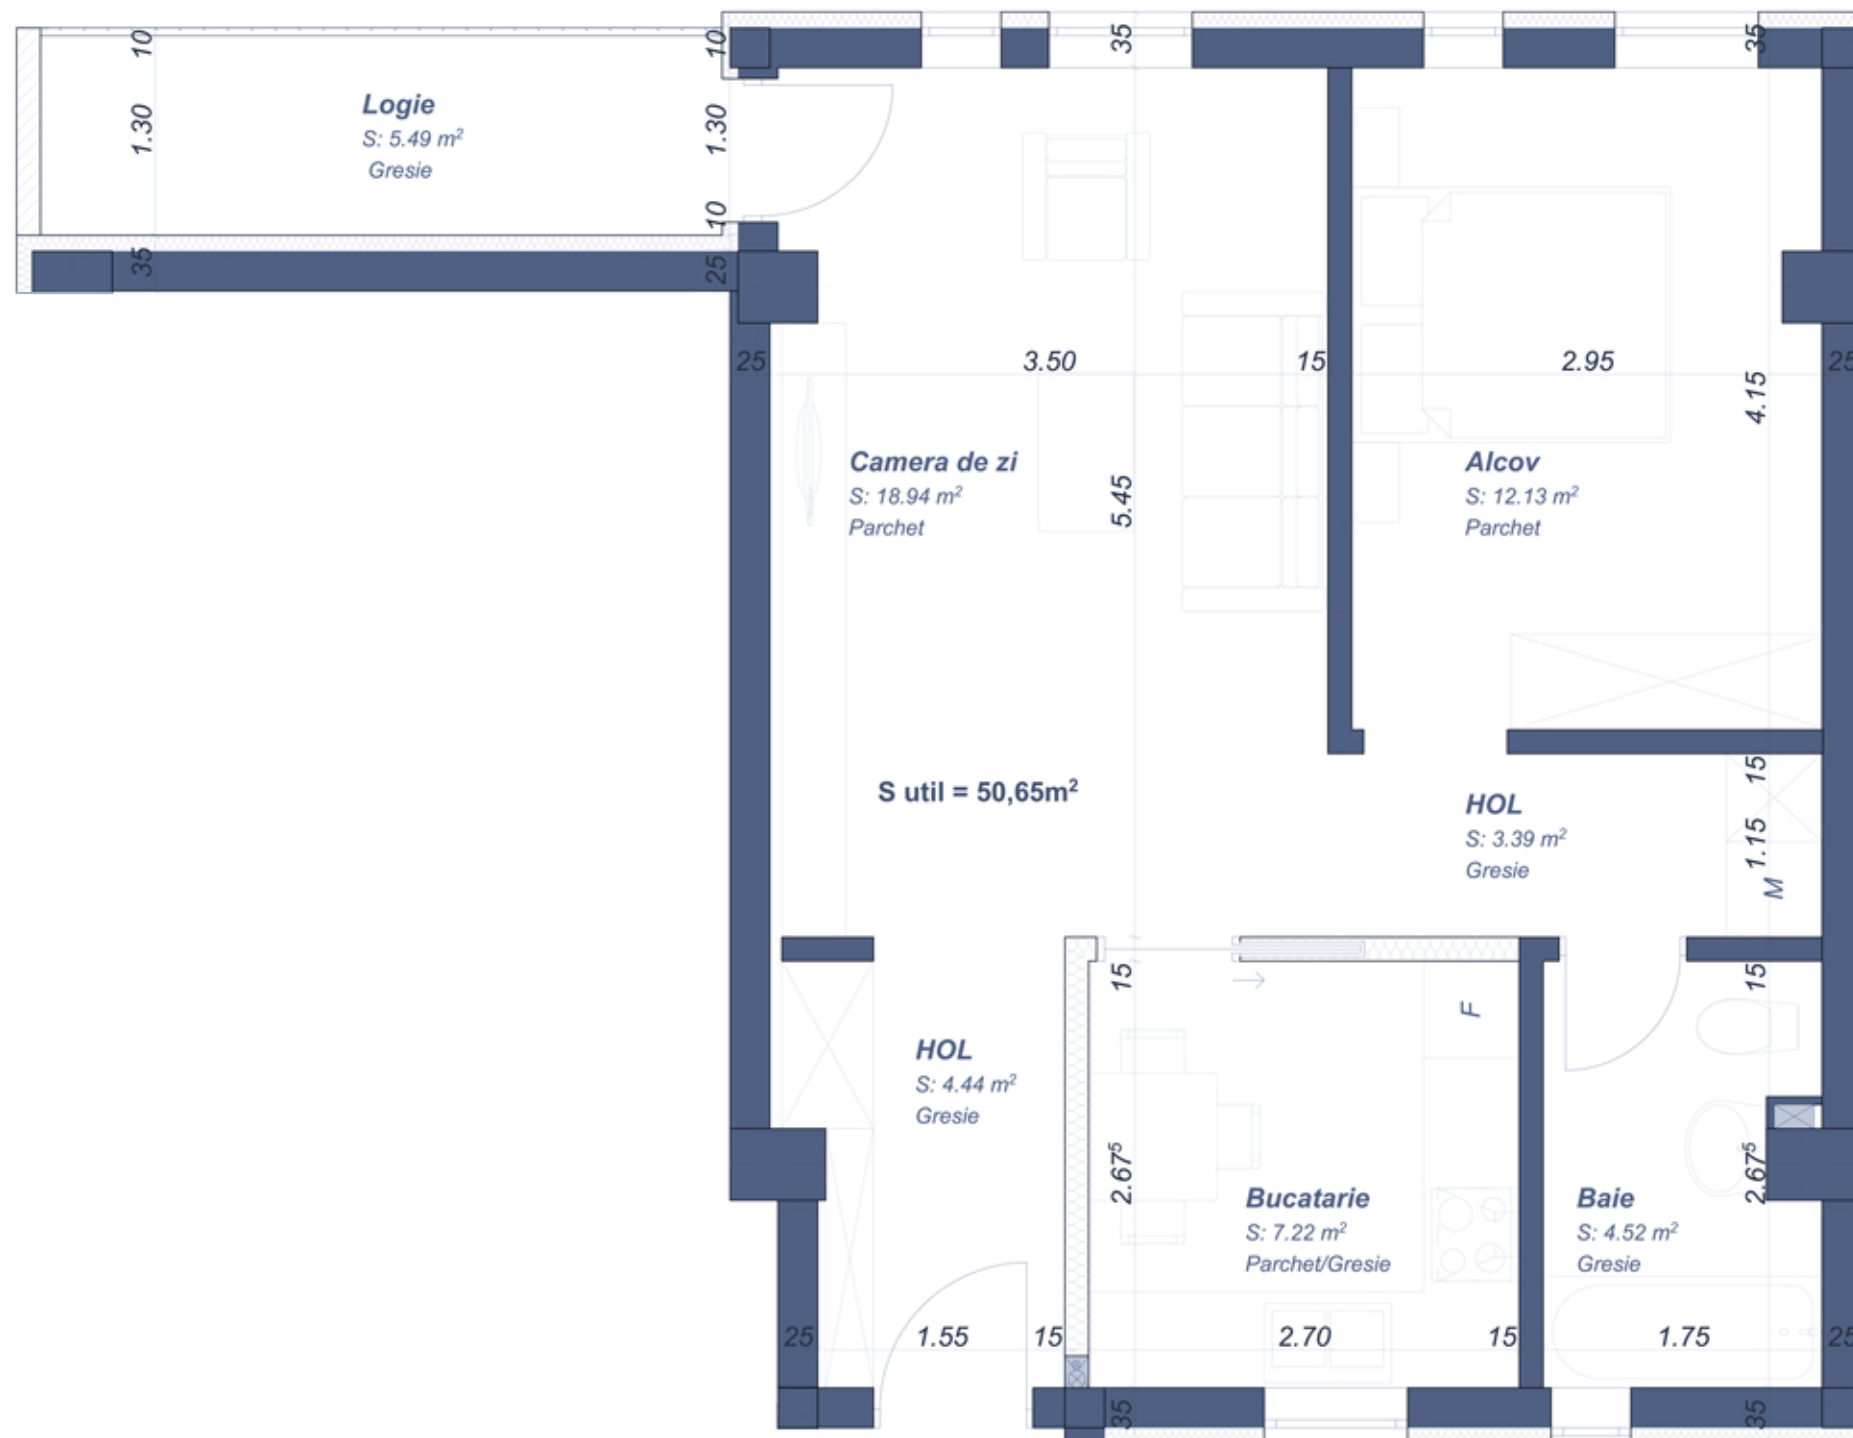 10
10
35
35
Logie
S: 5.49 m²
Gresie
1.30
1.30
10
35
25
25
3.50
15
2.95
25
4.15
Camera de zi
S: 18.94 m²
Parchet
5.45
Alcov
S: 12.13 m²
Parchet
S util = 50,65m²
15
HOL
S: 3.39 m²
Gresie
1.15
M
15
15
F
HOL
S: 4.44 m²
Gresie
2.67⁵
2.67⁵
Bucatarie
S: 7.22 m²
Parchet/Gresie
Baie
S: 4.52 m²
Gresie
25
1.55
15
2.70
15
1.75
25
35
35